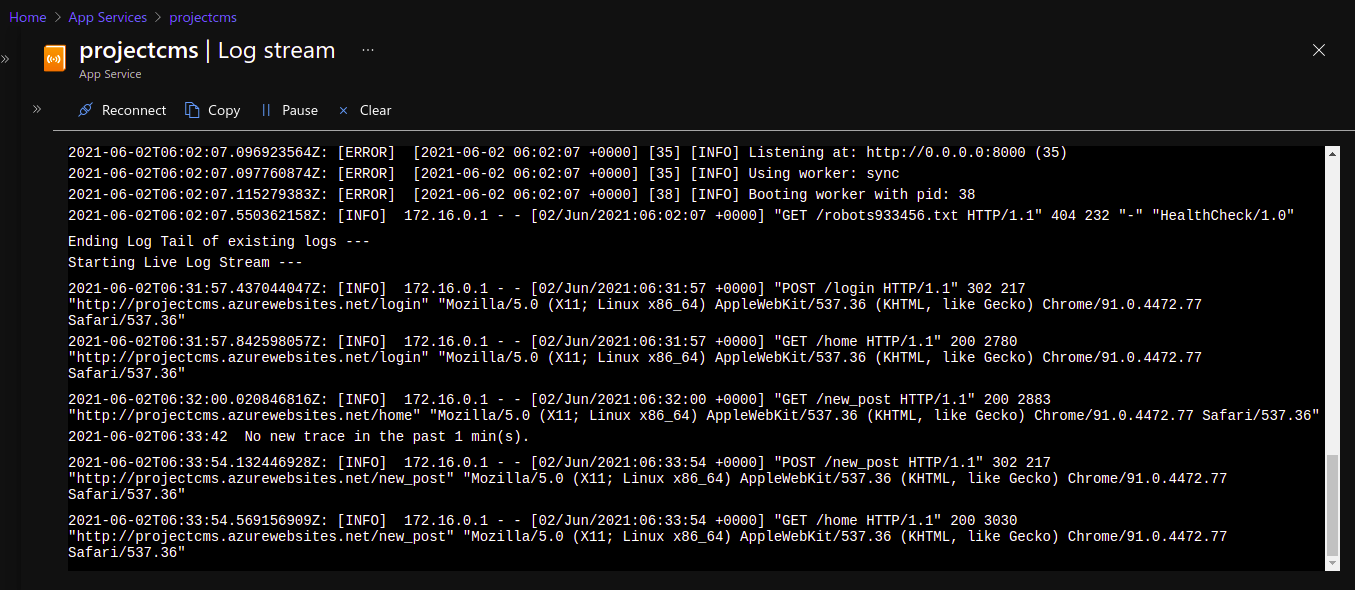 Home > App Services > projectcms
projectcms | Log stream ...
App Service
Reconnect Copy Pause Clear
2021-06-02T06:02:07.096923564Z: [ERROR]  [2021-06-02 06:02:07 +0000] [35] [INFO] Listening at: http://0.0.0.0:8000 (35)
2021-06-02T06:02:07.097760874Z: [ERROR]  [2021-06-02 06:02:07 +0000] [35] [INFO] Using worker: sync
2021-06-02T06:02:07.115279383Z: [ERROR]  [2021-06-02 06:02:07 +0000] [38] [INFO] Booting worker with pid: 38
2021-06-02T06:02:07.550362158Z: [INFO]  172.16.0.1 - - [02/Jun/2021:06:02:07 +0000] "GET /robots933456.txt HTTP/1.1" 404 232 "-" "HealthCheck/1.0"
Ending Log Tail of existing logs ---
Starting Live Log Stream ---
2021-06-02T06:31:57.437044047Z: [INFO]  172.16.0.1 - - [02/Jun/2021:06:31:57 +0000] "POST /login HTTP/1.1" 302 217
"http://projectcms.azurewebsites.net/login" "Mozilla/5.0 (X11; Linux x86_64) AppleWebKit/537.36 (KHTML, like Gecko) Chrome/91.0.4472.77
Safari/537.36"
2021-06-02T06:31:57.842598057Z: [INFO]  172.16.0.1 - - [02/Jun/2021:06:31:57 +0000] "GET /home HTTP/1.1" 200 2780
"http://projectcms.azurewebsites.net/login" "Mozilla/5.0 (X11; Linux x86_64) AppleWebKit/537.36 (KHTML, like Gecko) Chrome/91.0.4472.77
Safari/537.36"
2021-06-02T06:32:00.020846816Z: [INFO]  172.16.0.1 - - [02/Jun/2021:06:32:00 +0000] "GET /new_post HTTP/1.1" 200 2883
"http://projectcms.azurewebsites.net/home" "Mozilla/5.0 (X11; Linux x86_64) AppleWebKit/537.36 (KHTML, like Gecko) Chrome/91.0.4472.77 Safari/537.36"
2021-06-02T06:33:42  No new trace in the past 1 min(s).
2021-06-02T06:33:54.132446928Z: [INFO]  172.16.0.1 - - [02/Jun/2021:06:33:54 +0000] "POST /new_post HTTP/1.1" 302 217
"http://projectcms.azurewebsites.net/new_post" "Mozilla/5.0 (X11; Linux x86_64) AppleWebKit/537.36 (KHTML, like Gecko) Chrome/91.0.4472.77
Safari/537.36"
2021-06-02T06:33:54.569156909Z: [INFO]  172.16.0.1 - - [02/Jun/2021:06:33:54 +0000] "GET /home HTTP/1.1" 200 3030
"http://projectcms.azurewebsites.net/new_post" "Mozilla/5.0 (X11; Linux x86_64) AppleWebKit/537.36 (KHTML, like Gecko) Chrome/91.0.4472.77
Safari/537.36"